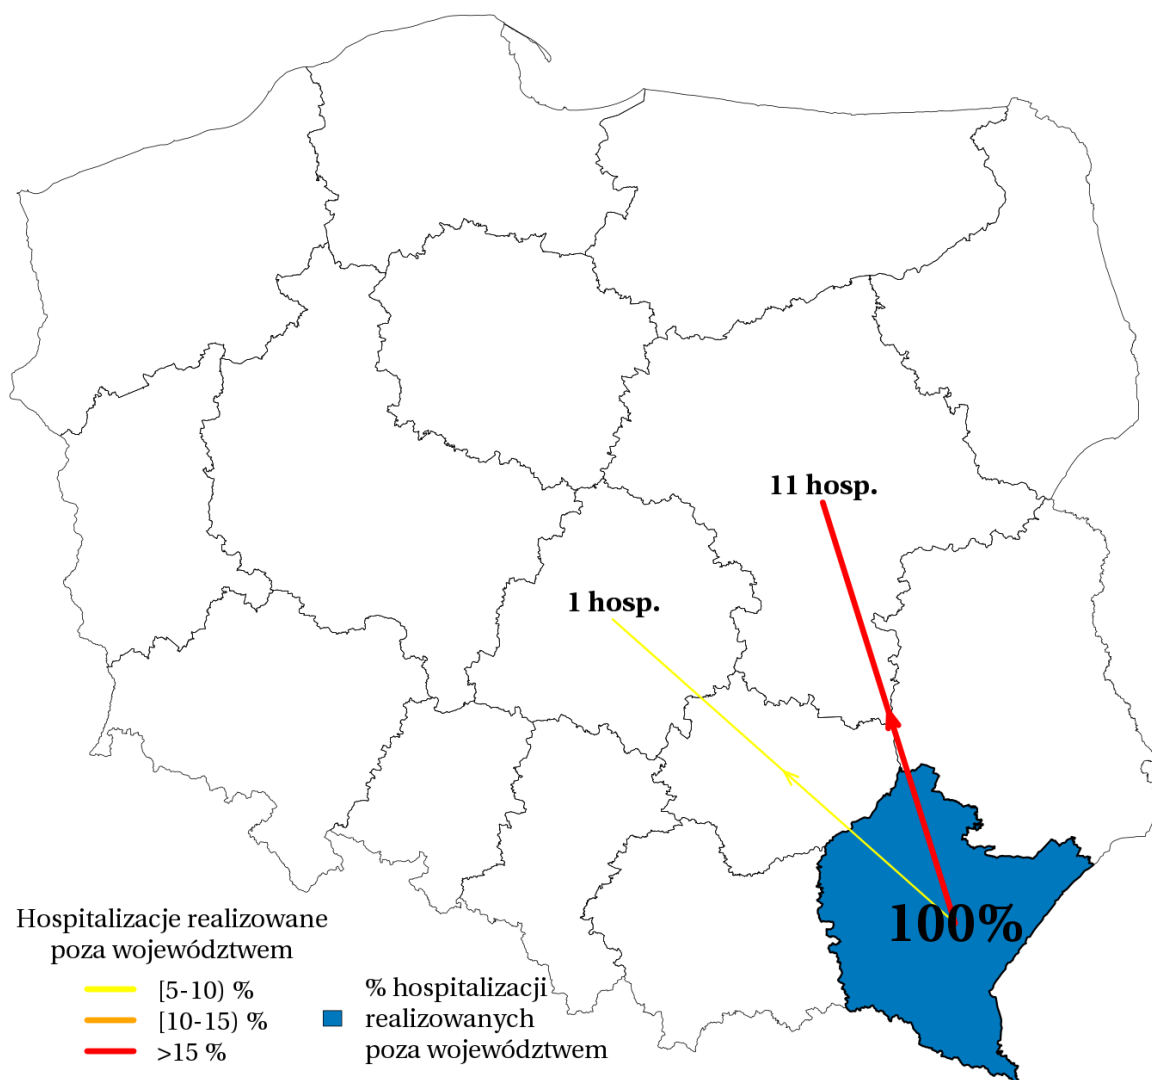 11 hosp.
1 hosp.
100%
Hospitalizacje realizowane
poza województwem
[5-10) %
[10-15) %
>15 %
% hospitalizacji
realizowanych
poza województwem